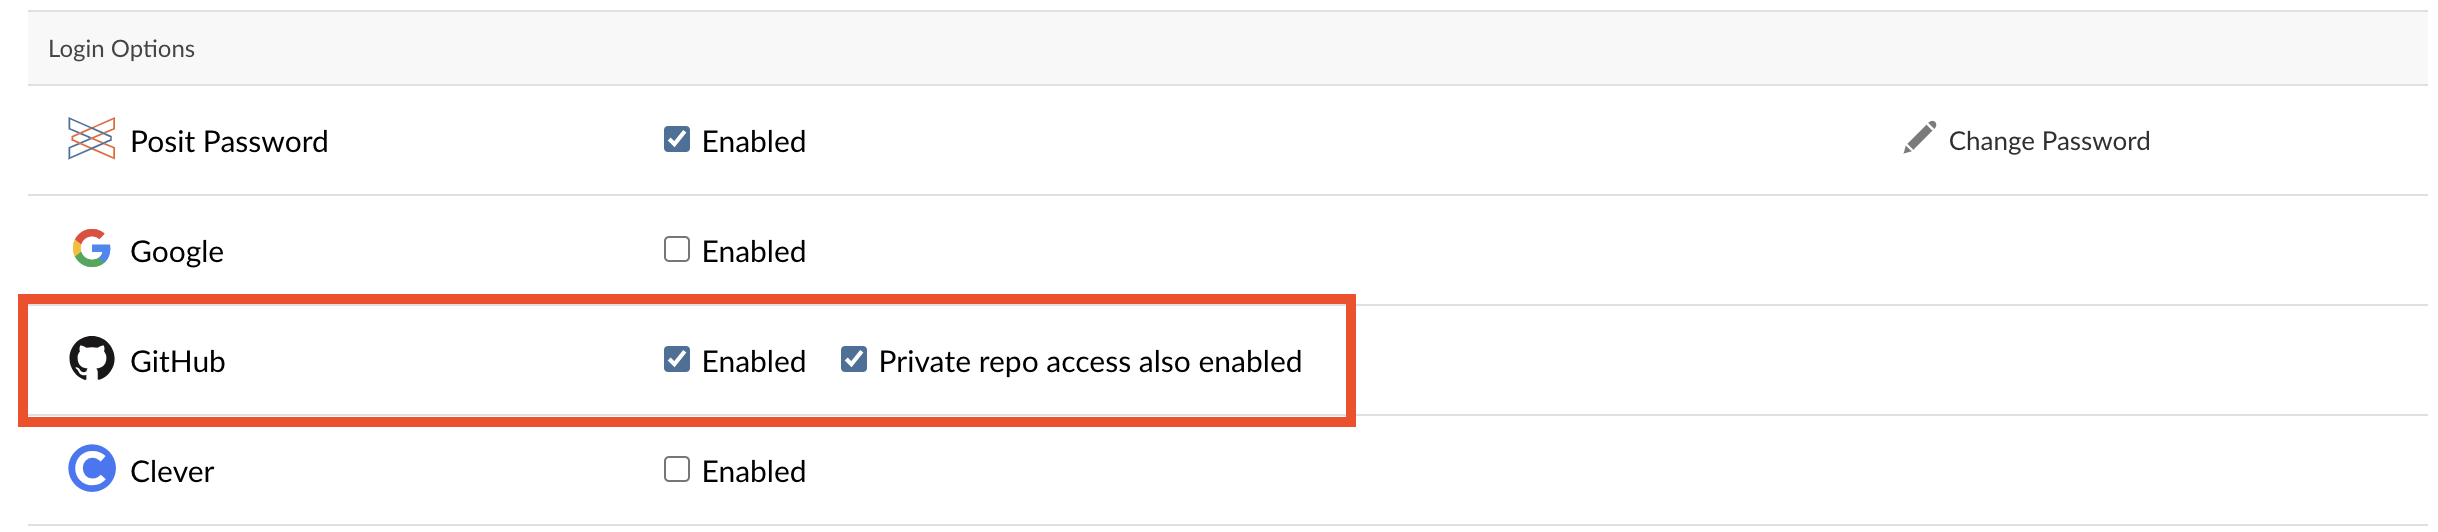 Login Options
Posit Password Enabled Change Password
Google Enabled
GitHub Enabled Private repo access also enabled
Clever Enabled